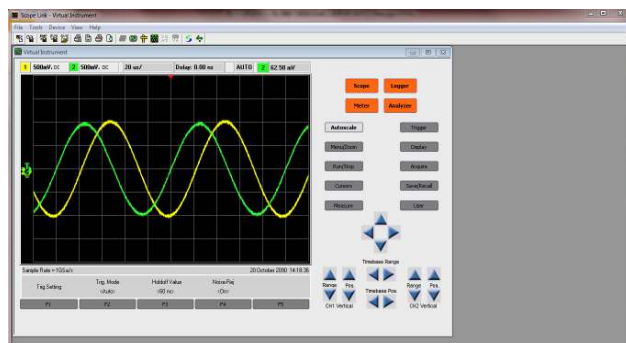 Scope Link - Virtual Instrument
File Tools Device View Help
Virtual Instrument
1 500mV. DC 2 500mV. DC 20 us/ Delay: 0.00 ns AUTO 2 62.50 mV
Scope Logger
Meter Analyzer
Autoscale Trigger
Menu/Zoom Display
Run/Stop Acquire
Cursors Save/Recall
Measure User
Timebase Range
Range Pos. Timebase Pos. Range Pos.
CH1 Vertical CH2 Vertical
20 October 2010 14:18:36
Trig Setting Trig. Mode Holdoff Value Noise Rej
<Auto> <60 ns> <On>
F1 F2 F3 F4 F5